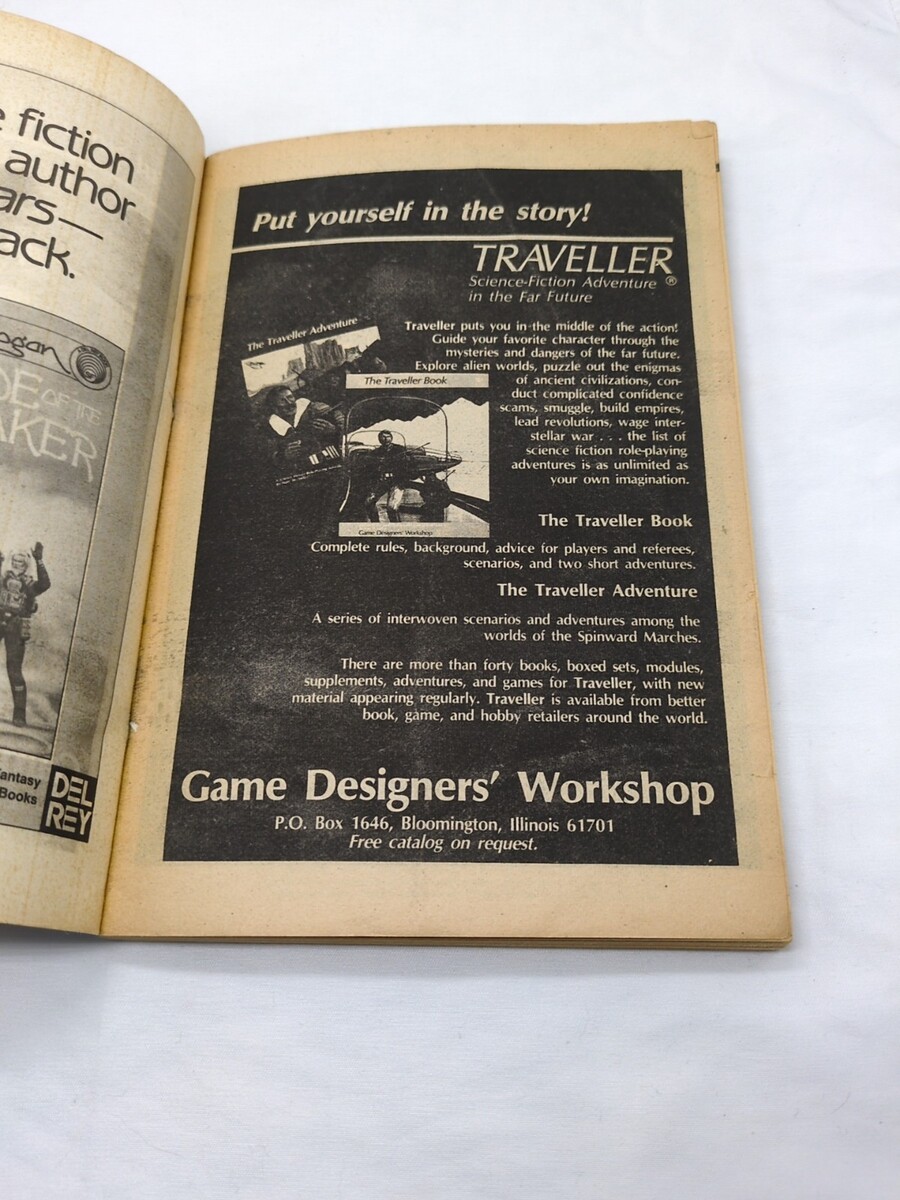 e fiction
author
ars—
ack.
ogan
DE OF THE
AKER
antasy
Books
DEL
REY
Put yourself in the story!
TRAVELLER
Science-Fiction Adventure ®
in the Far Future
The Traveller Adventure
The Traveller Book
Game Designers' Workshop
Traveller puts you in the middle of the action!
Guide your favorite character through the
mysteries and dangers of the far future.
Explore alien worlds, puzzle out the enigmas
of ancient civilizations, con-
duct complicated confidence
scams, smuggle, build empires,
lead revolutions, wage inter-
stellar war . . . the list of
science fiction role-playing
adventures is as unlimited as
your own imagination.
The Traveller Book
Complete rules, background, advice for players and referees,
scenarios, and two short adventures.
The Traveller Adventure
A series of interwoven scenarios and adventures among the
worlds of the Spinward Marches.
There are more than forty books, boxed sets, modules,
supplements, adventures, and games for Traveller, with new
material appearing regularly. Traveller is available from better
book, game, and hobby retailers around the world.
Game Designers' Workshop
P.O. Box 1646, Bloomington, Illinois 61701
Free catalog on request.